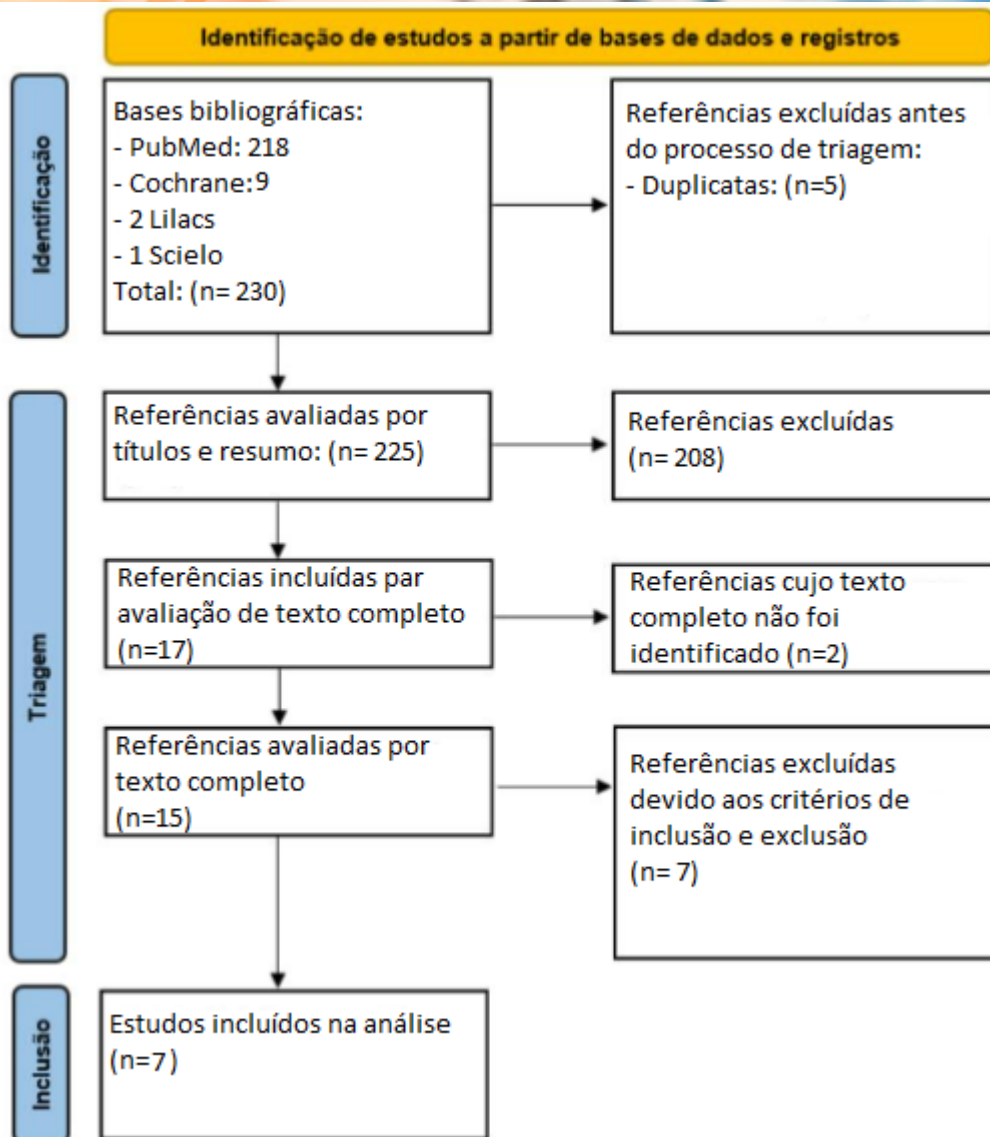 Identificação de estudos a partir de bases de dados e registros
Identificação
Bases bibliográficas:
- PubMed: 218
- Cochrane:9
- 2 Lilacs
- 1 Scielo
Total: (n= 230)
Referências excluídas antes
do processo de triagem:
- Duplicatas: (n=5)
Triagem
Referências avaliadas por
títulos e resumo: (n= 225)
Referências excluídas
(n= 208)
Referências incluídas par
avaliação de texto completo
(n=17)
Referências cujo texto
completo não foi
identificado (n=2)
Referências avaliadas por
texto completo
(n=15)
Referências excluídas
devido aos critérios de
inclusão e exclusão
(n= 7)
Inclusão
Estudos incluídos na análise
(n=7)